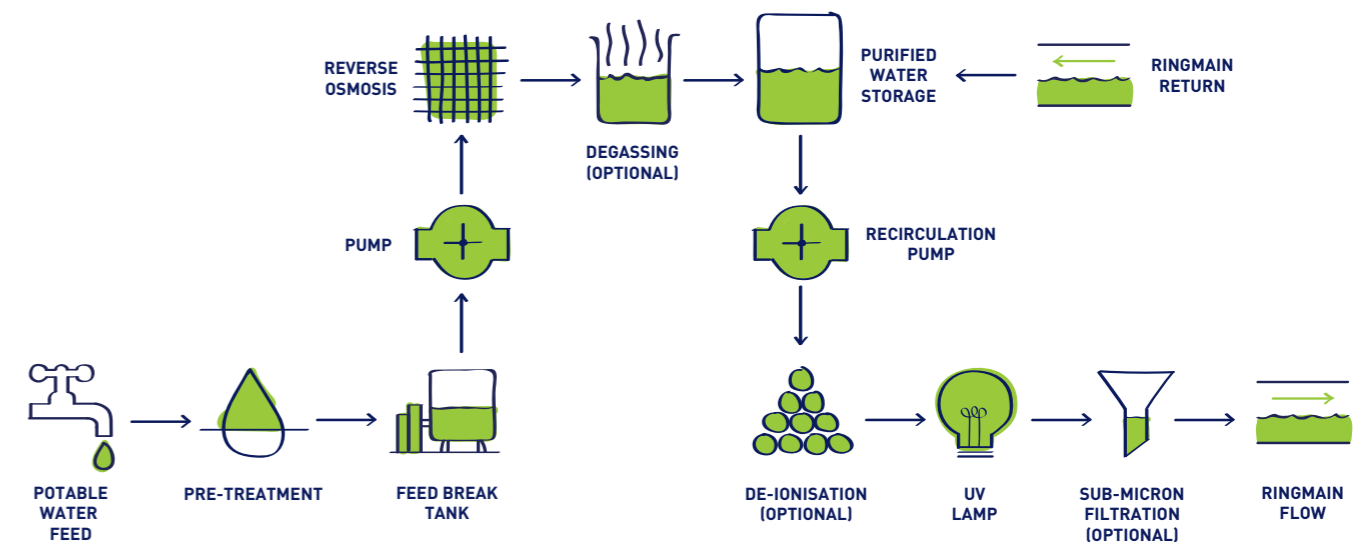 REVERSE
OSMOSIS
DEGASSING
(OPTIONAL)
PURIFIED
WATER
STORAGE
RINGMAIN
RETURN
PUMP
RECIRCULATION
PUMP
POTABLE
WATER
FEED
PRE-TREATMENT
FEED BREAK
TANK
DE-IONISATION
(OPTIONAL)
UV
LAMP
SUB-MICRON
FILTRATION
(OPTIONAL)
RINGMAIN
FLOW